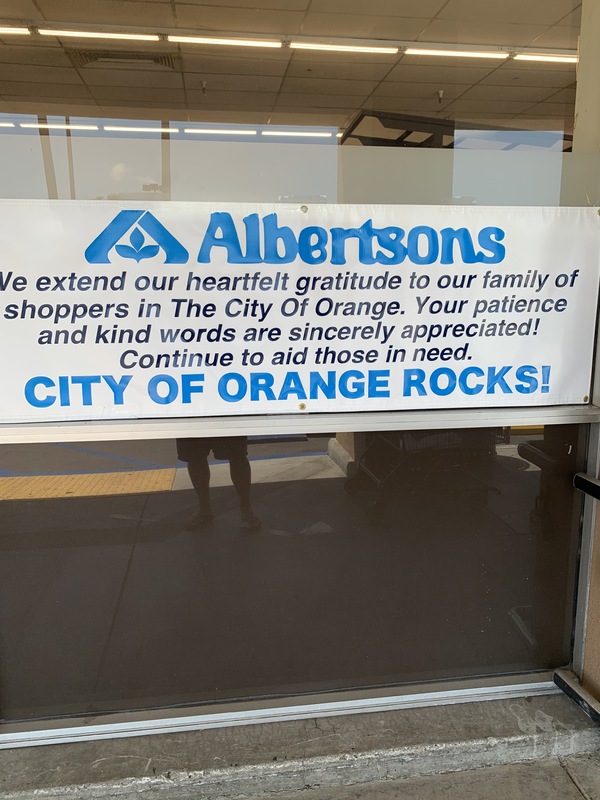 Albertsons
We extend our heartfelt gratitude to our family of
shoppers in The City Of Orange. Your patience
and kind words are sincerely appreciated!
Continue to aid those in need.
CITY OF ORANGE ROCKS!